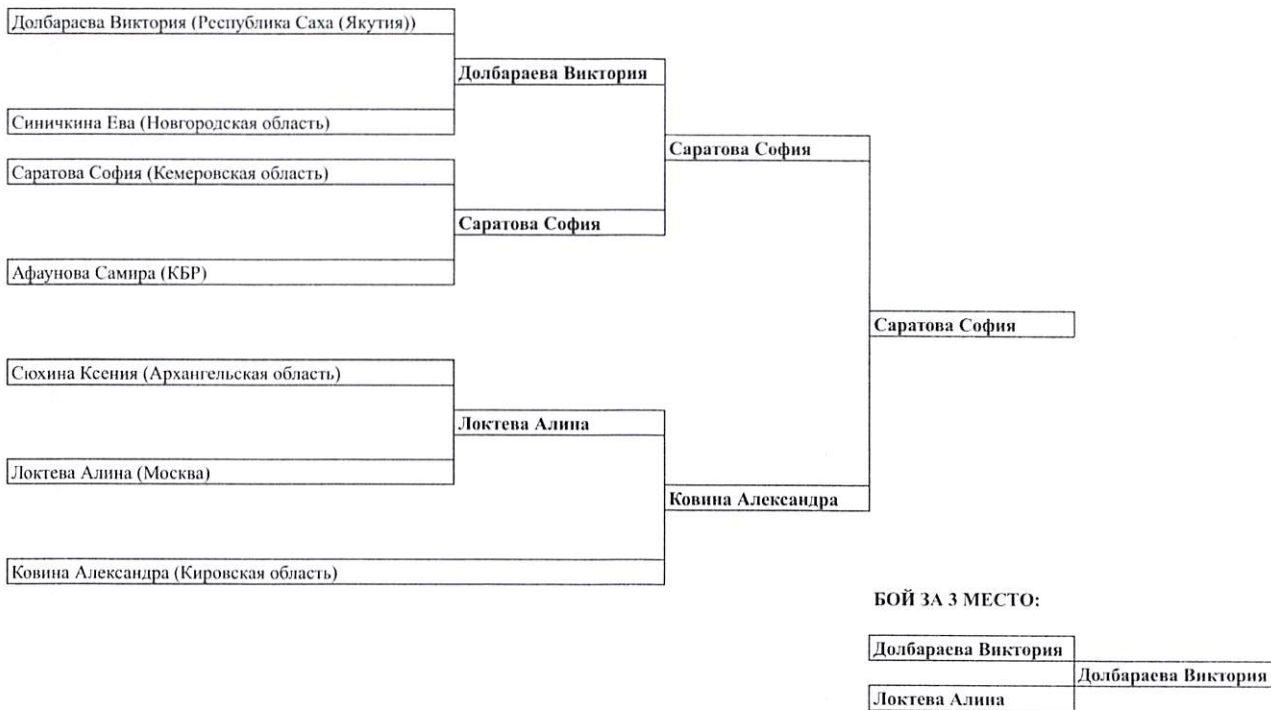 Долбараева Виктория (Республика Саха (Якутия))
Долбараева Виктория
Синичкина Ева (Новгородская область)
Саратова София
Саратова София (Кемеровская область)
Саратова София
Афаунова Самира (КБР)
Саратова София
Сюхина Ксения (Архангельская область)
Локтева Алина
Локтева Алина (Москва)
Ковина Александра
Ковина Александра (Кировская область)
БОЙ ЗА 3 МЕСТО:
Долбараева Виктория
Долбараева Виктория
Локтева Алина